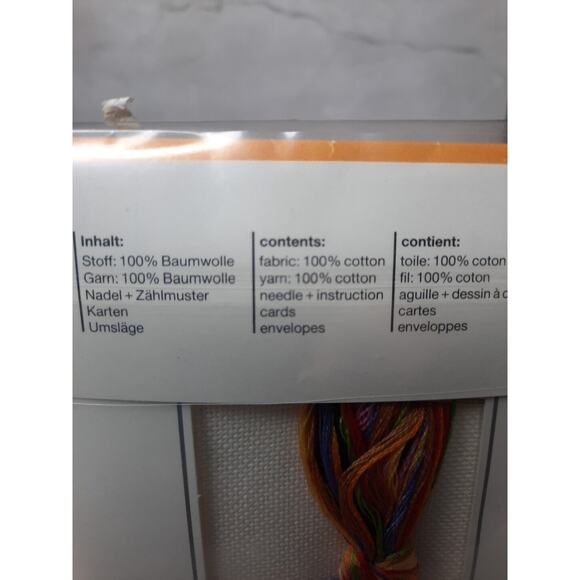 Inhalt:
Stoff: 100% Baumwolle
Garn: 100% Baumwolle
Nadel + Zählmuster
Karten
Umsläge
contents:
fabric: 100% cotton
yarn: 100% cotton
needle + instruction
cards
envelopes
contient:
toile: 100% coton
fil: 100% coton
aiguille + dessin à
cartes
enveloppes